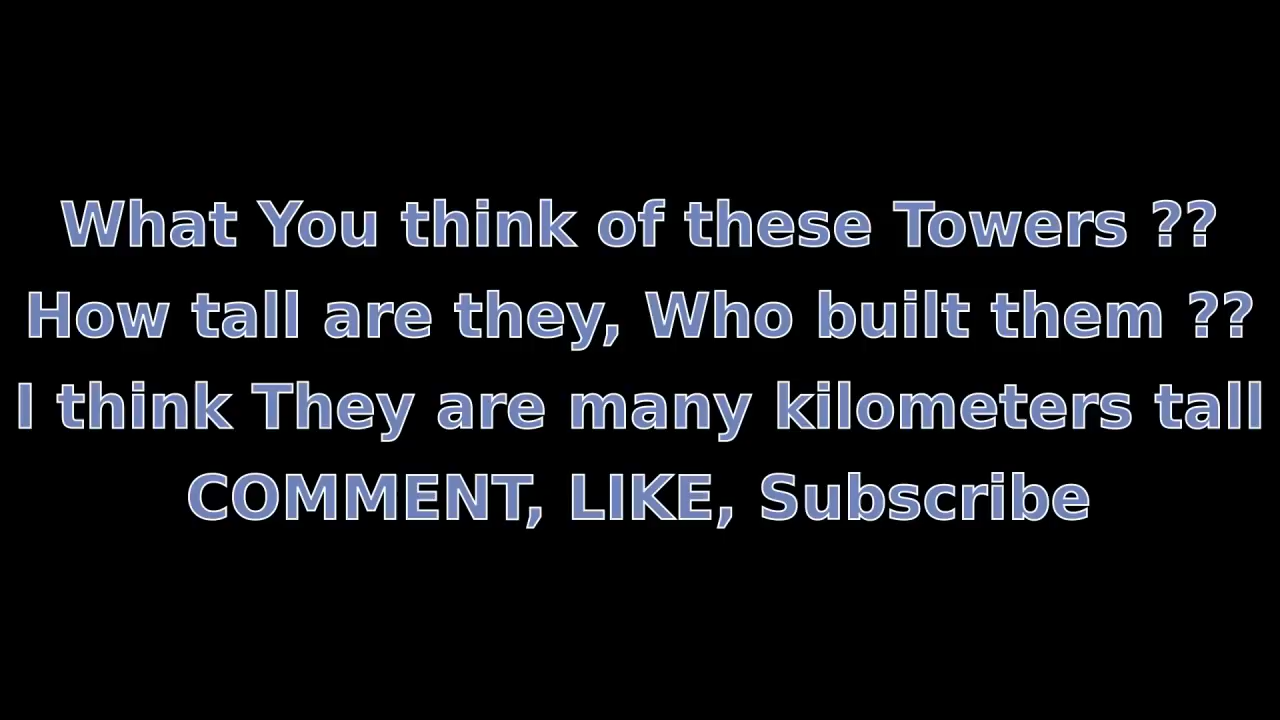 What You think of these Towers ??
How tall are they, Who built them ??
I think They are many kilometers tall
COMMENT, LIKE, Subscribe